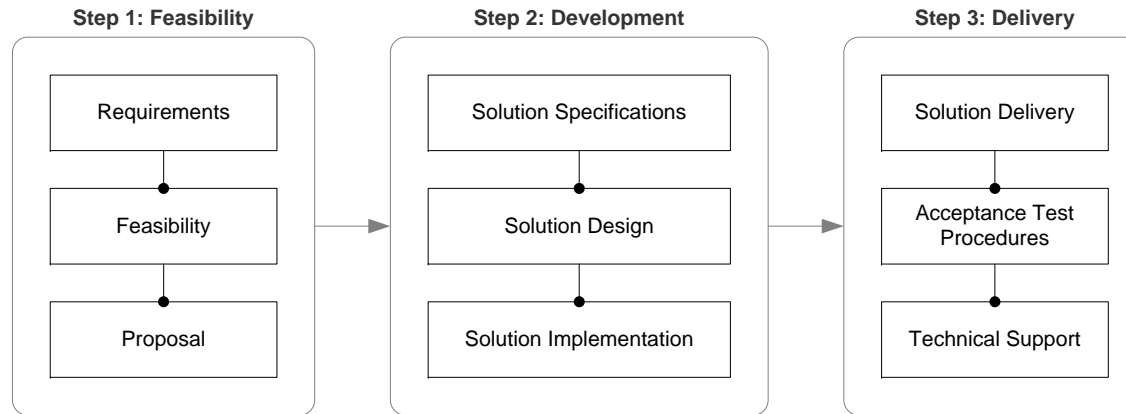 Step 1: Feasibility
Requirements
Feasibility
Proposal
Step 2: Development
Solution Specifications
Solution Design
Solution Implementation
Step 3: Delivery
Solution Delivery
Acceptance Test
Procedures
Technical Support